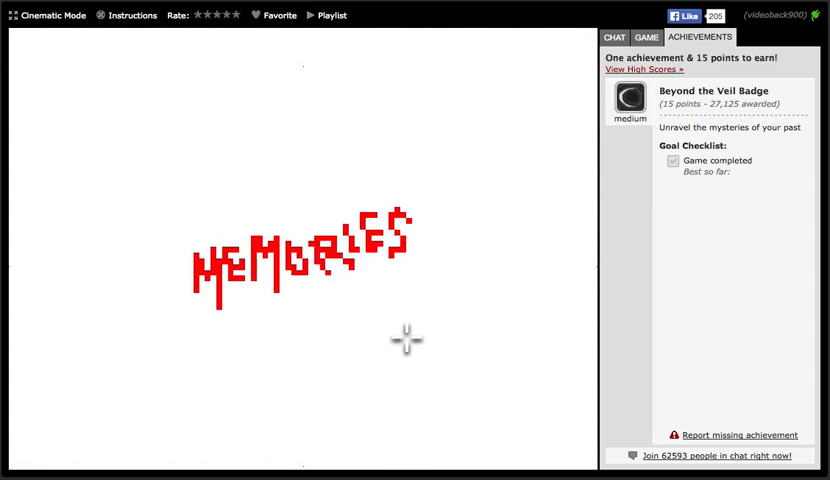 Cinematic Mode Instructions Rate: Favorite Playlist Like 205 (videoback900)
CHAT GAME ACHIEVEMENTS
One achievement & 15 points to earn!
View High Scores »
Beyond the Veil Badge
(15 points - 27,125 awarded)
medium
Unravel the mysteries of your past
Goal Checklist:
Game completed
Best so far:
MEMORIES
Report missing achievement
Join 62593 people in chat right now!